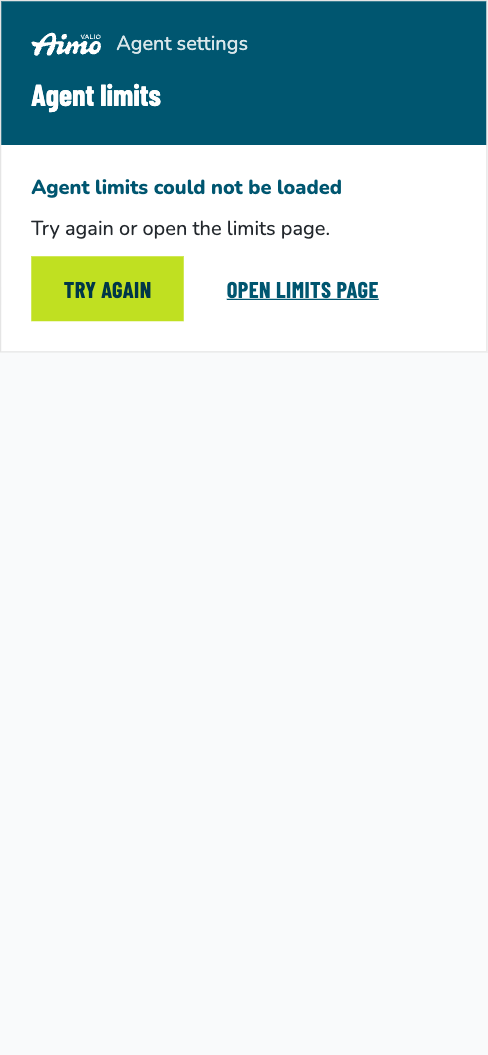 VALIO
Aimo Agent settings
Agent limits
Agent limits could not be loaded
Try again or open the limits page.
TRY AGAIN OPEN LIMITS PAGE